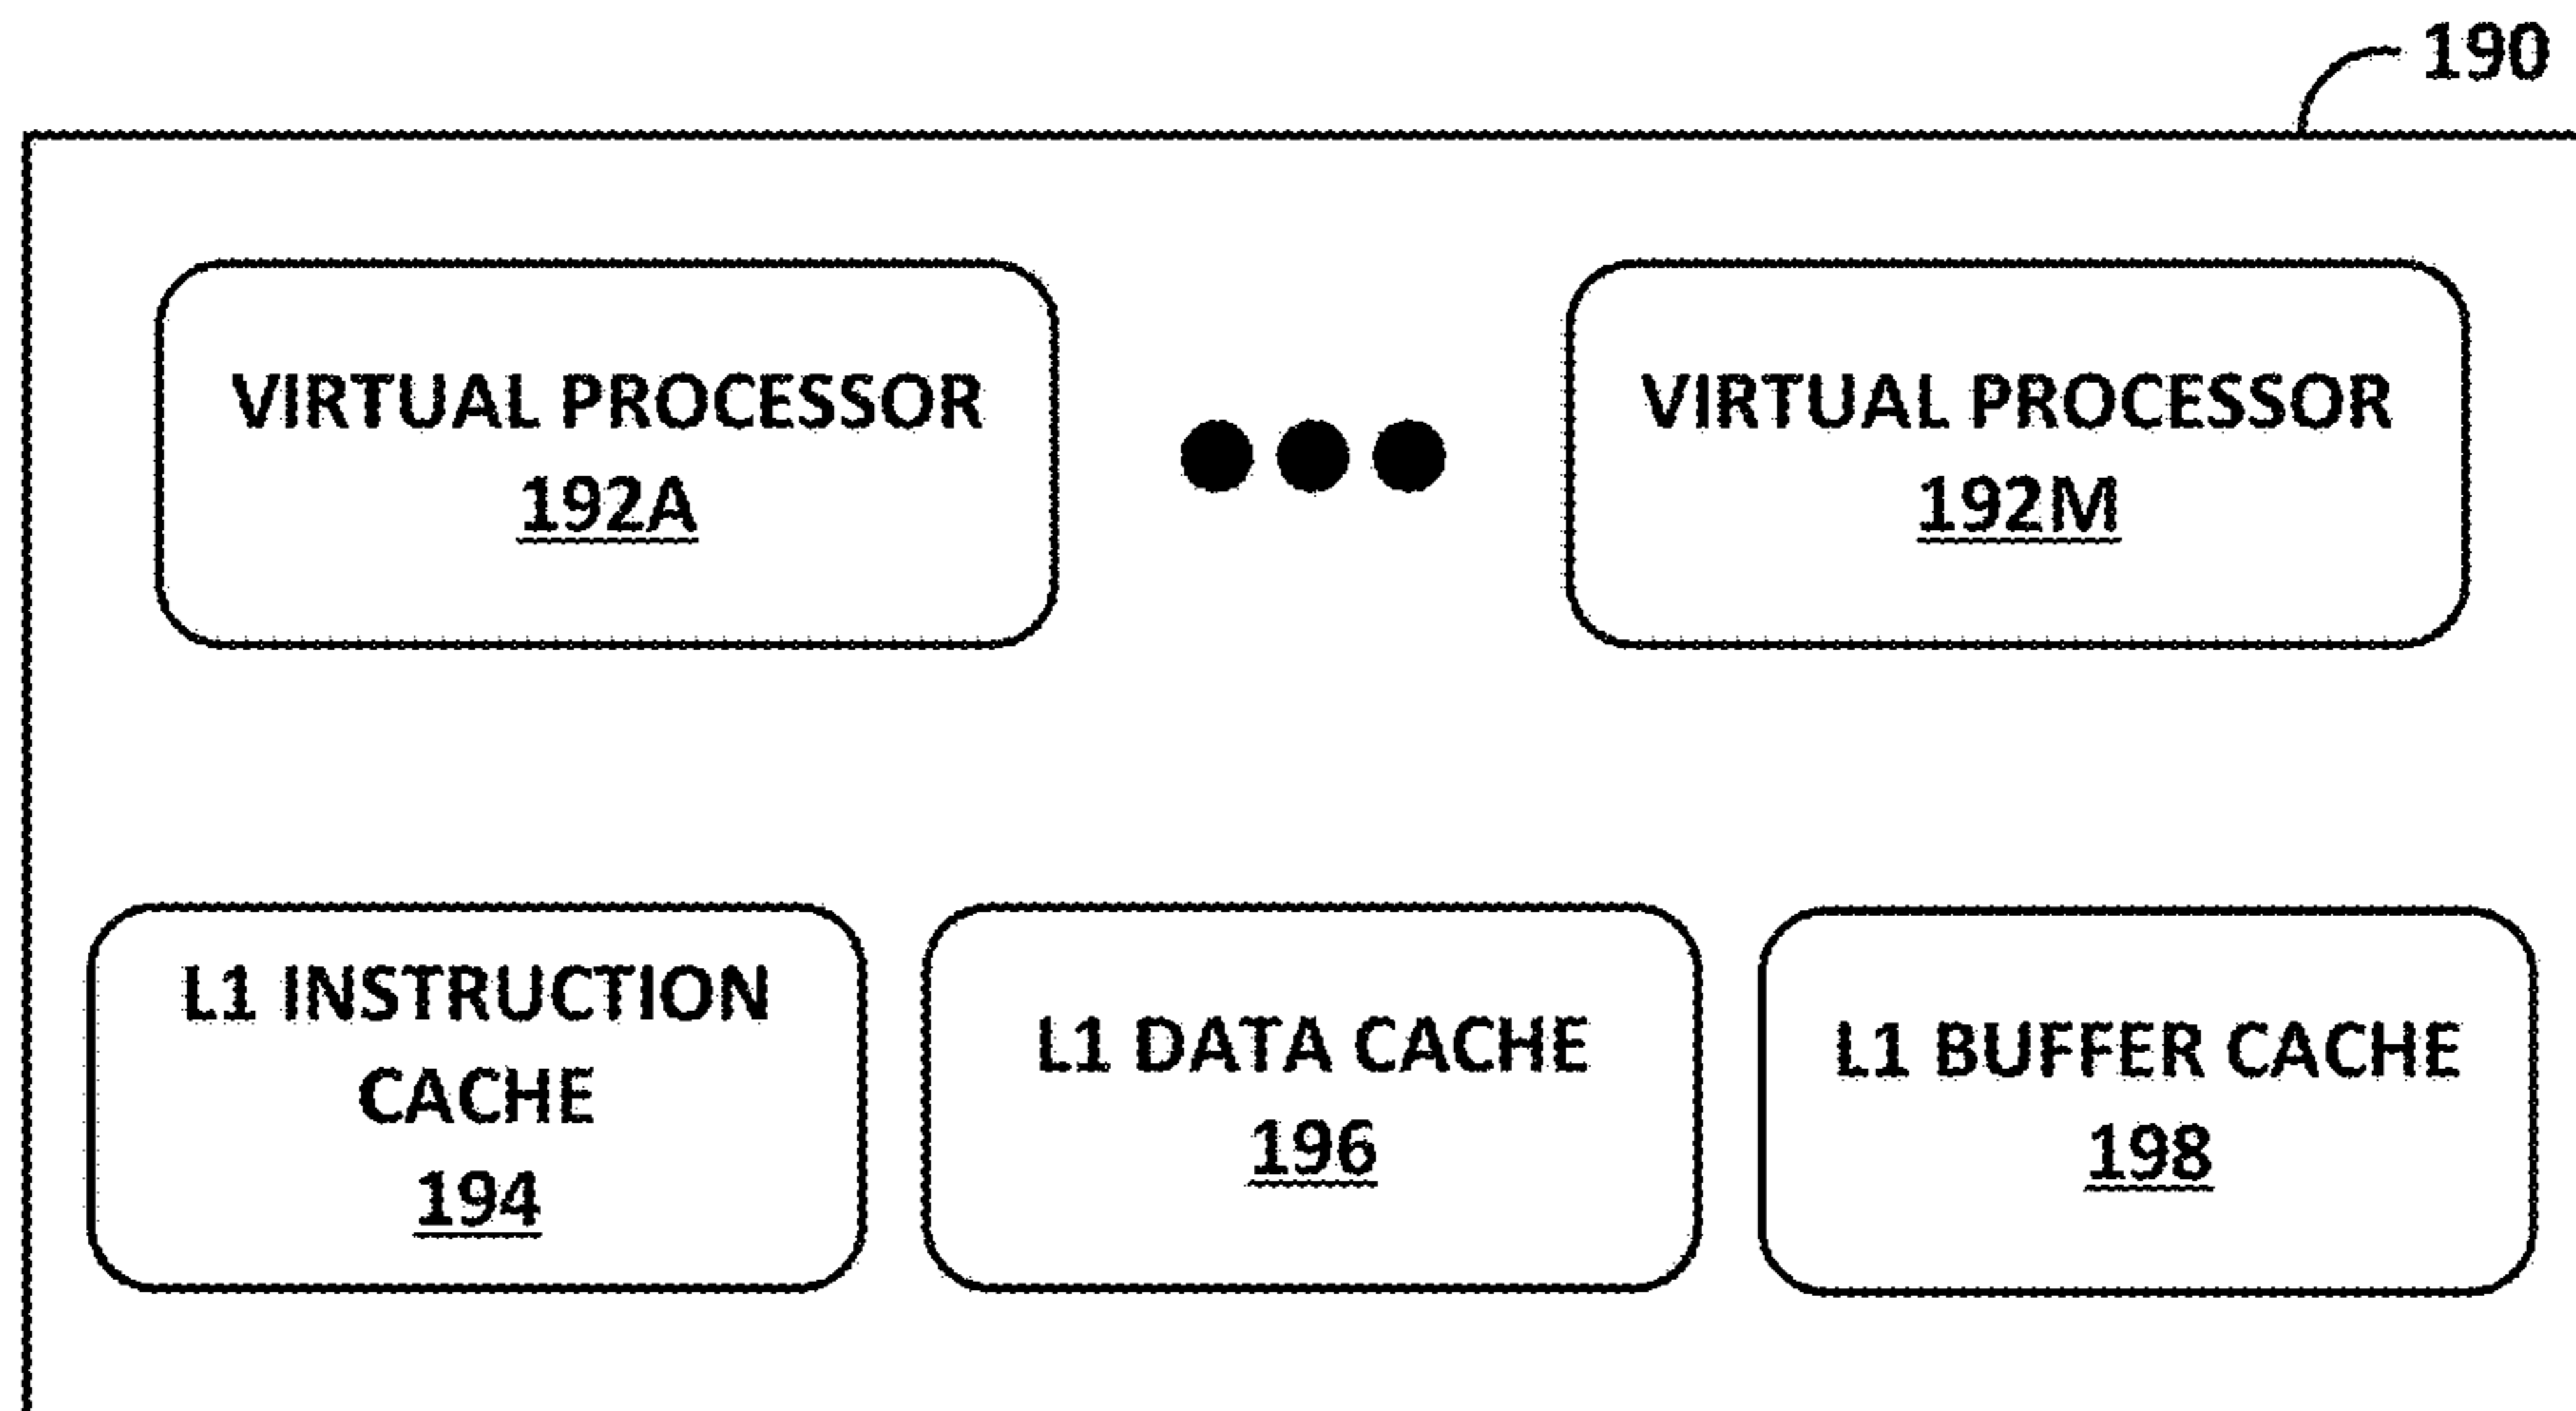 190
VIRTUAL PROCESSOR
192A
VIRTUAL PROCESSOR
192M
L1 INSTRUCTION
CACHE
194
L1 DATA CACHE
196
L1 BUFFER CACHE
198